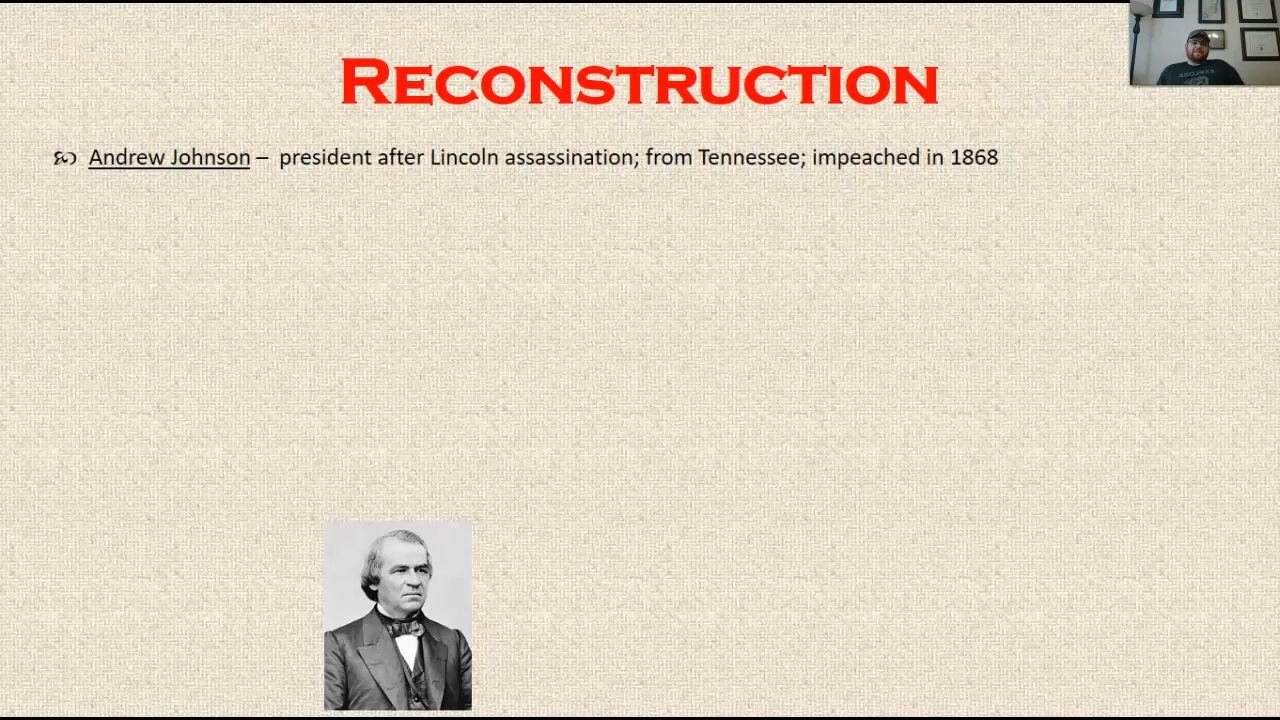 Reconstruction
Andrew Johnson – president after Lincoln assassination; from Tennessee; impeached in 1868